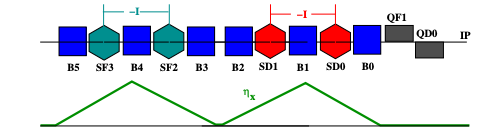 −I −I
QF1
IP
B5 SF3 B4 SF2 B3 B2 SD1 B1 SD0 B0 QD0
ηx